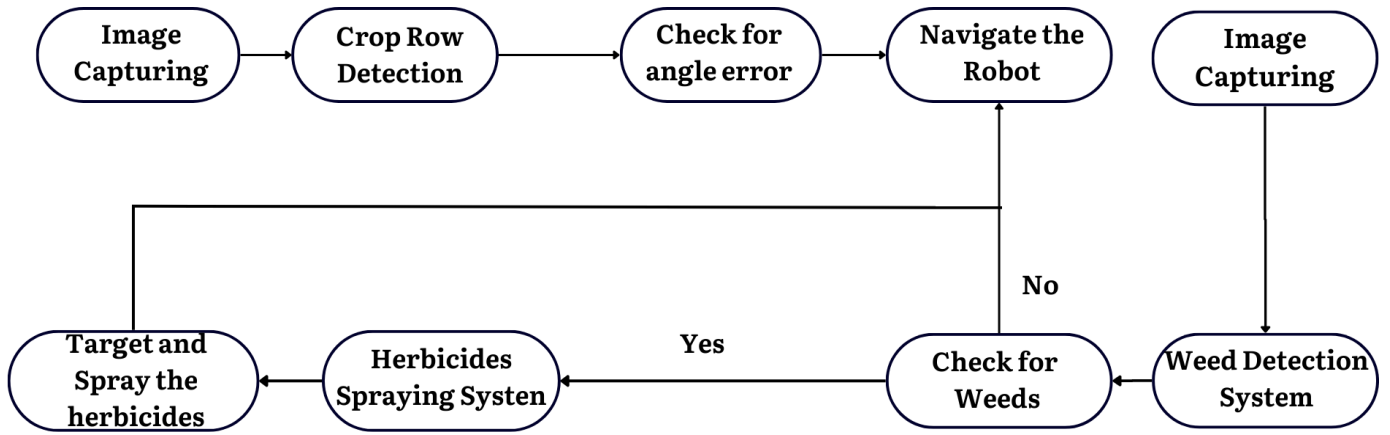 Image
Capturing
Crop Row
Detection
Check for
angle error
Navigate the
Robot
Image
Capturing
No
Yes
Target and
Spray the
herbicides
Herbicides
Spraying Systen
Check for
Weeds
Weed Detection
System